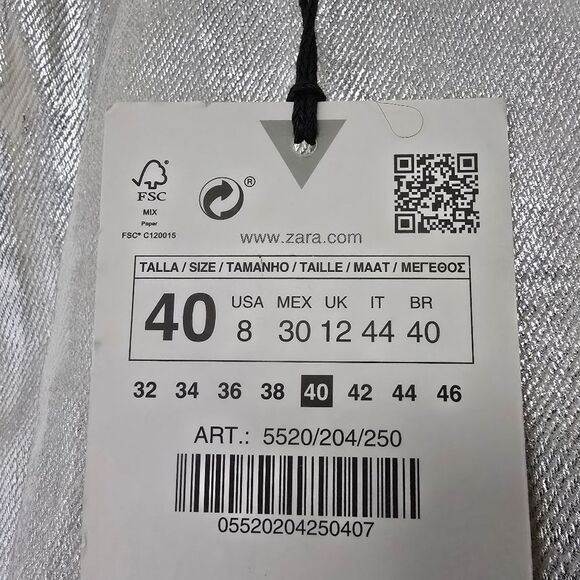 FSC
MIX
Paper
FSC® C120015
®
www.zara.com
TALLA / SIZE / TAMANHO / TAILLE / MAAT / ΜΕΓΕΘΟΣ
40
USA MEX UK IT BR
8 30 12 44 40
32 34 36 38 40 42 44 46
ART.: 5520/204/250
05520204250407